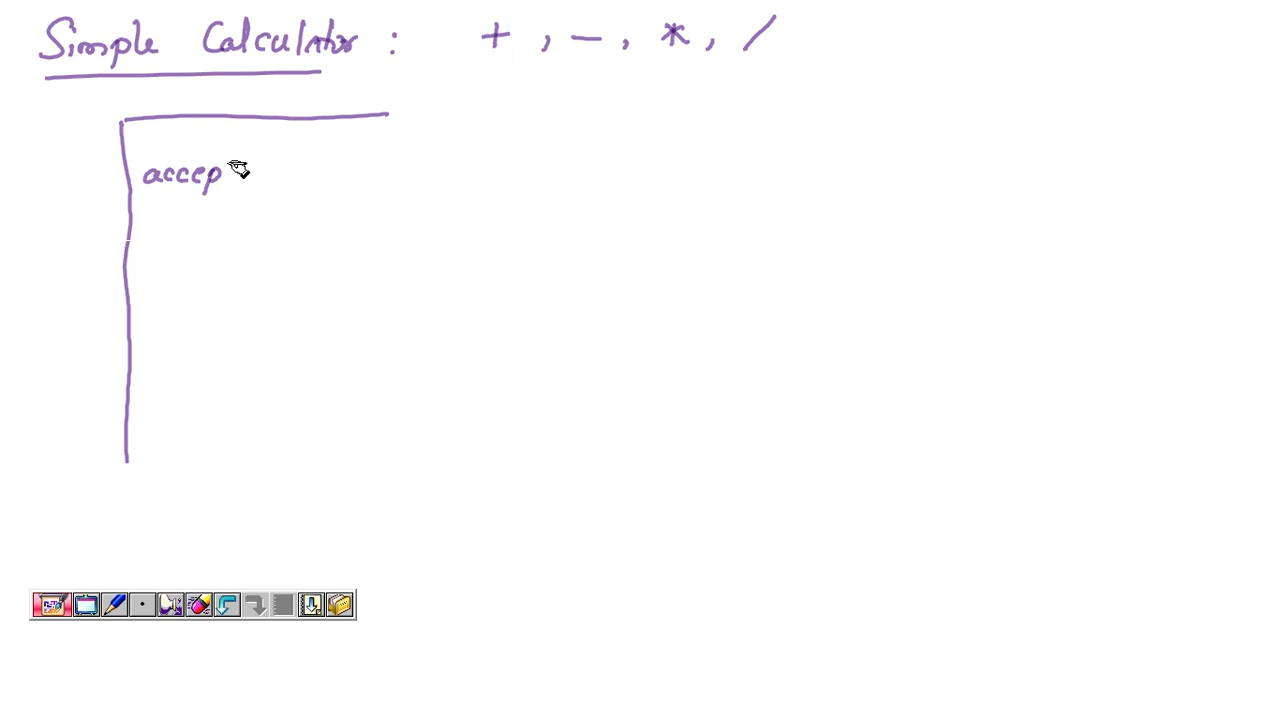 Simple Calculator : + , - , * , /
accep